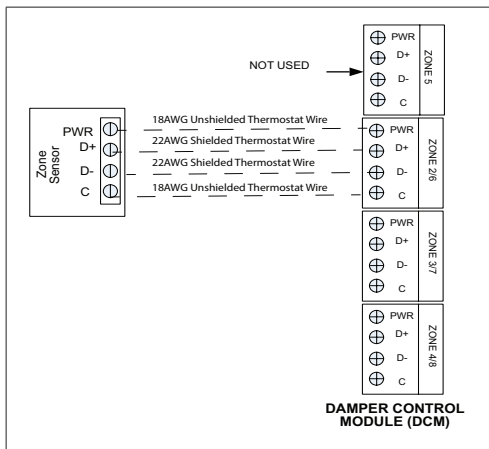 PWR
D+
D-
C
ZONE 5
NOT USED
18AWG Unshielded Thermostat Wire
22AWG Shielded Thermostat Wire
22AWG Shielded Thermostat Wire
18AWG Unshielded Thermostat Wire
Zone
Sensor
PWR
D+
D-
C
PWR
D+
D-
C
ZONE 2/6
PWR
D+
D-
C
ZONE 3/7
PWR
D+
D-
C
ZONE 4/8
DAMPER CONTROL
MODULE (DCM)